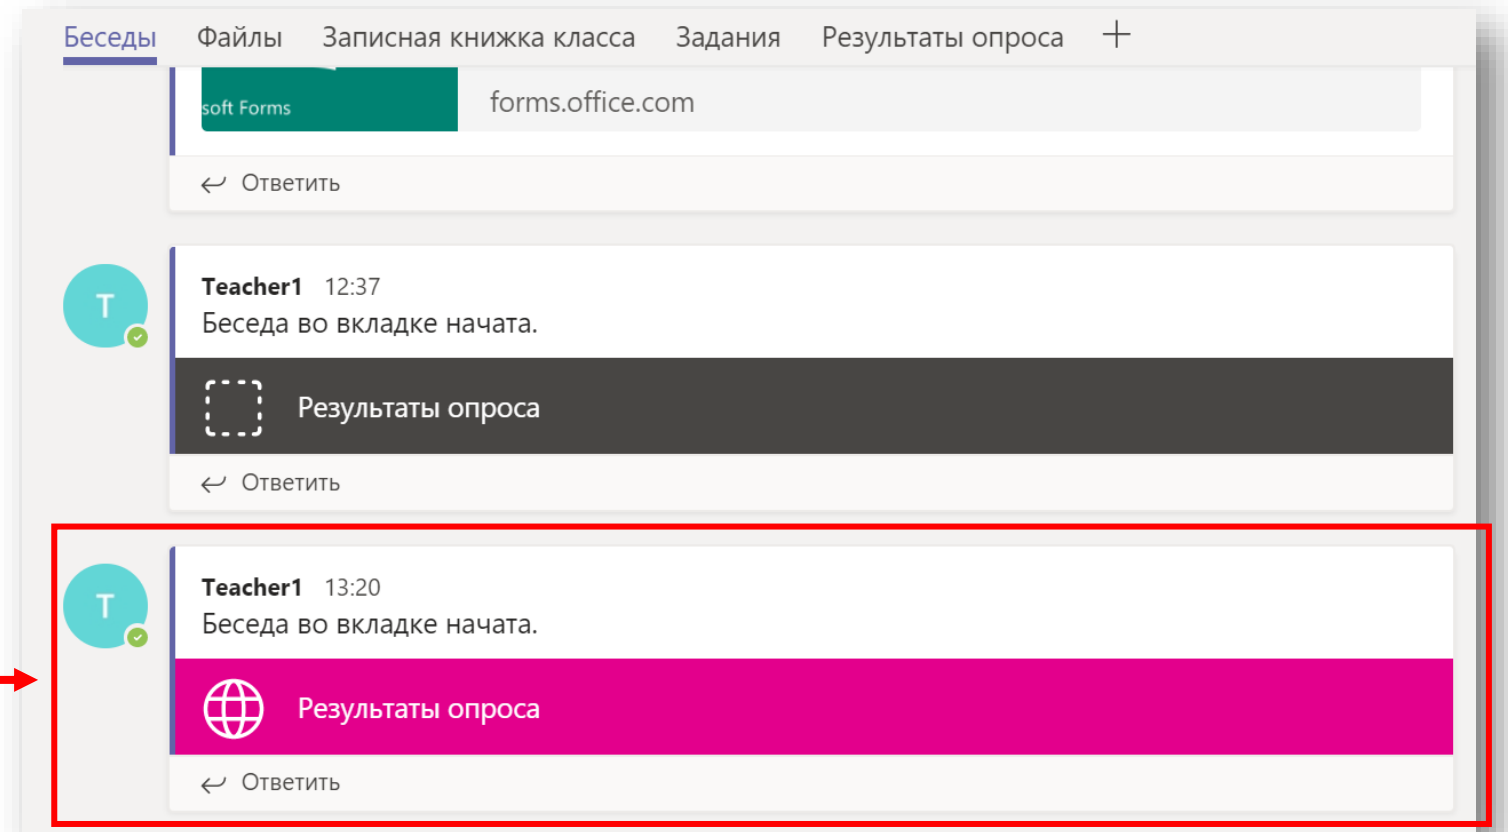 Беседы Файлы Записная книжка класса Задания Результаты опроса
soft Forms
forms.office.com
Ответить
T
Teacher1 12:37
Беседа во вкладке начата.
Результаты опроса
Ответить
T
Teacher1 13:20
Беседа во вкладке начата.
Результаты опроса
Ответить